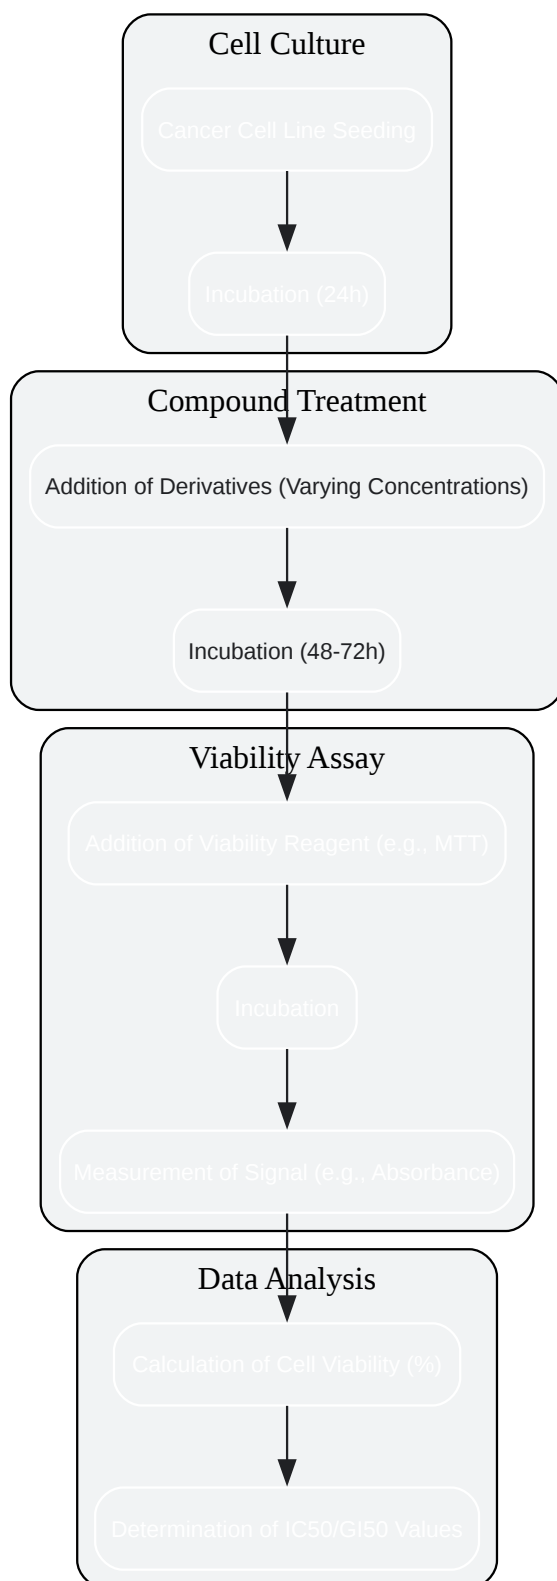 Cell Culture
Cancer Cell Line Seeding
Incubation (24h)
Compound Treatment
Addition of Derivatives (Varying Concentrations)
Incubation (48-72h)
Viability Assay
Addition of Viability Reagent (e.g., MTT)
Incubation
Measurement of Signal (e.g., Absorbance)
Data Analysis
Calculation of Cell Viability (%)
Determination of IC50/GI50 Values